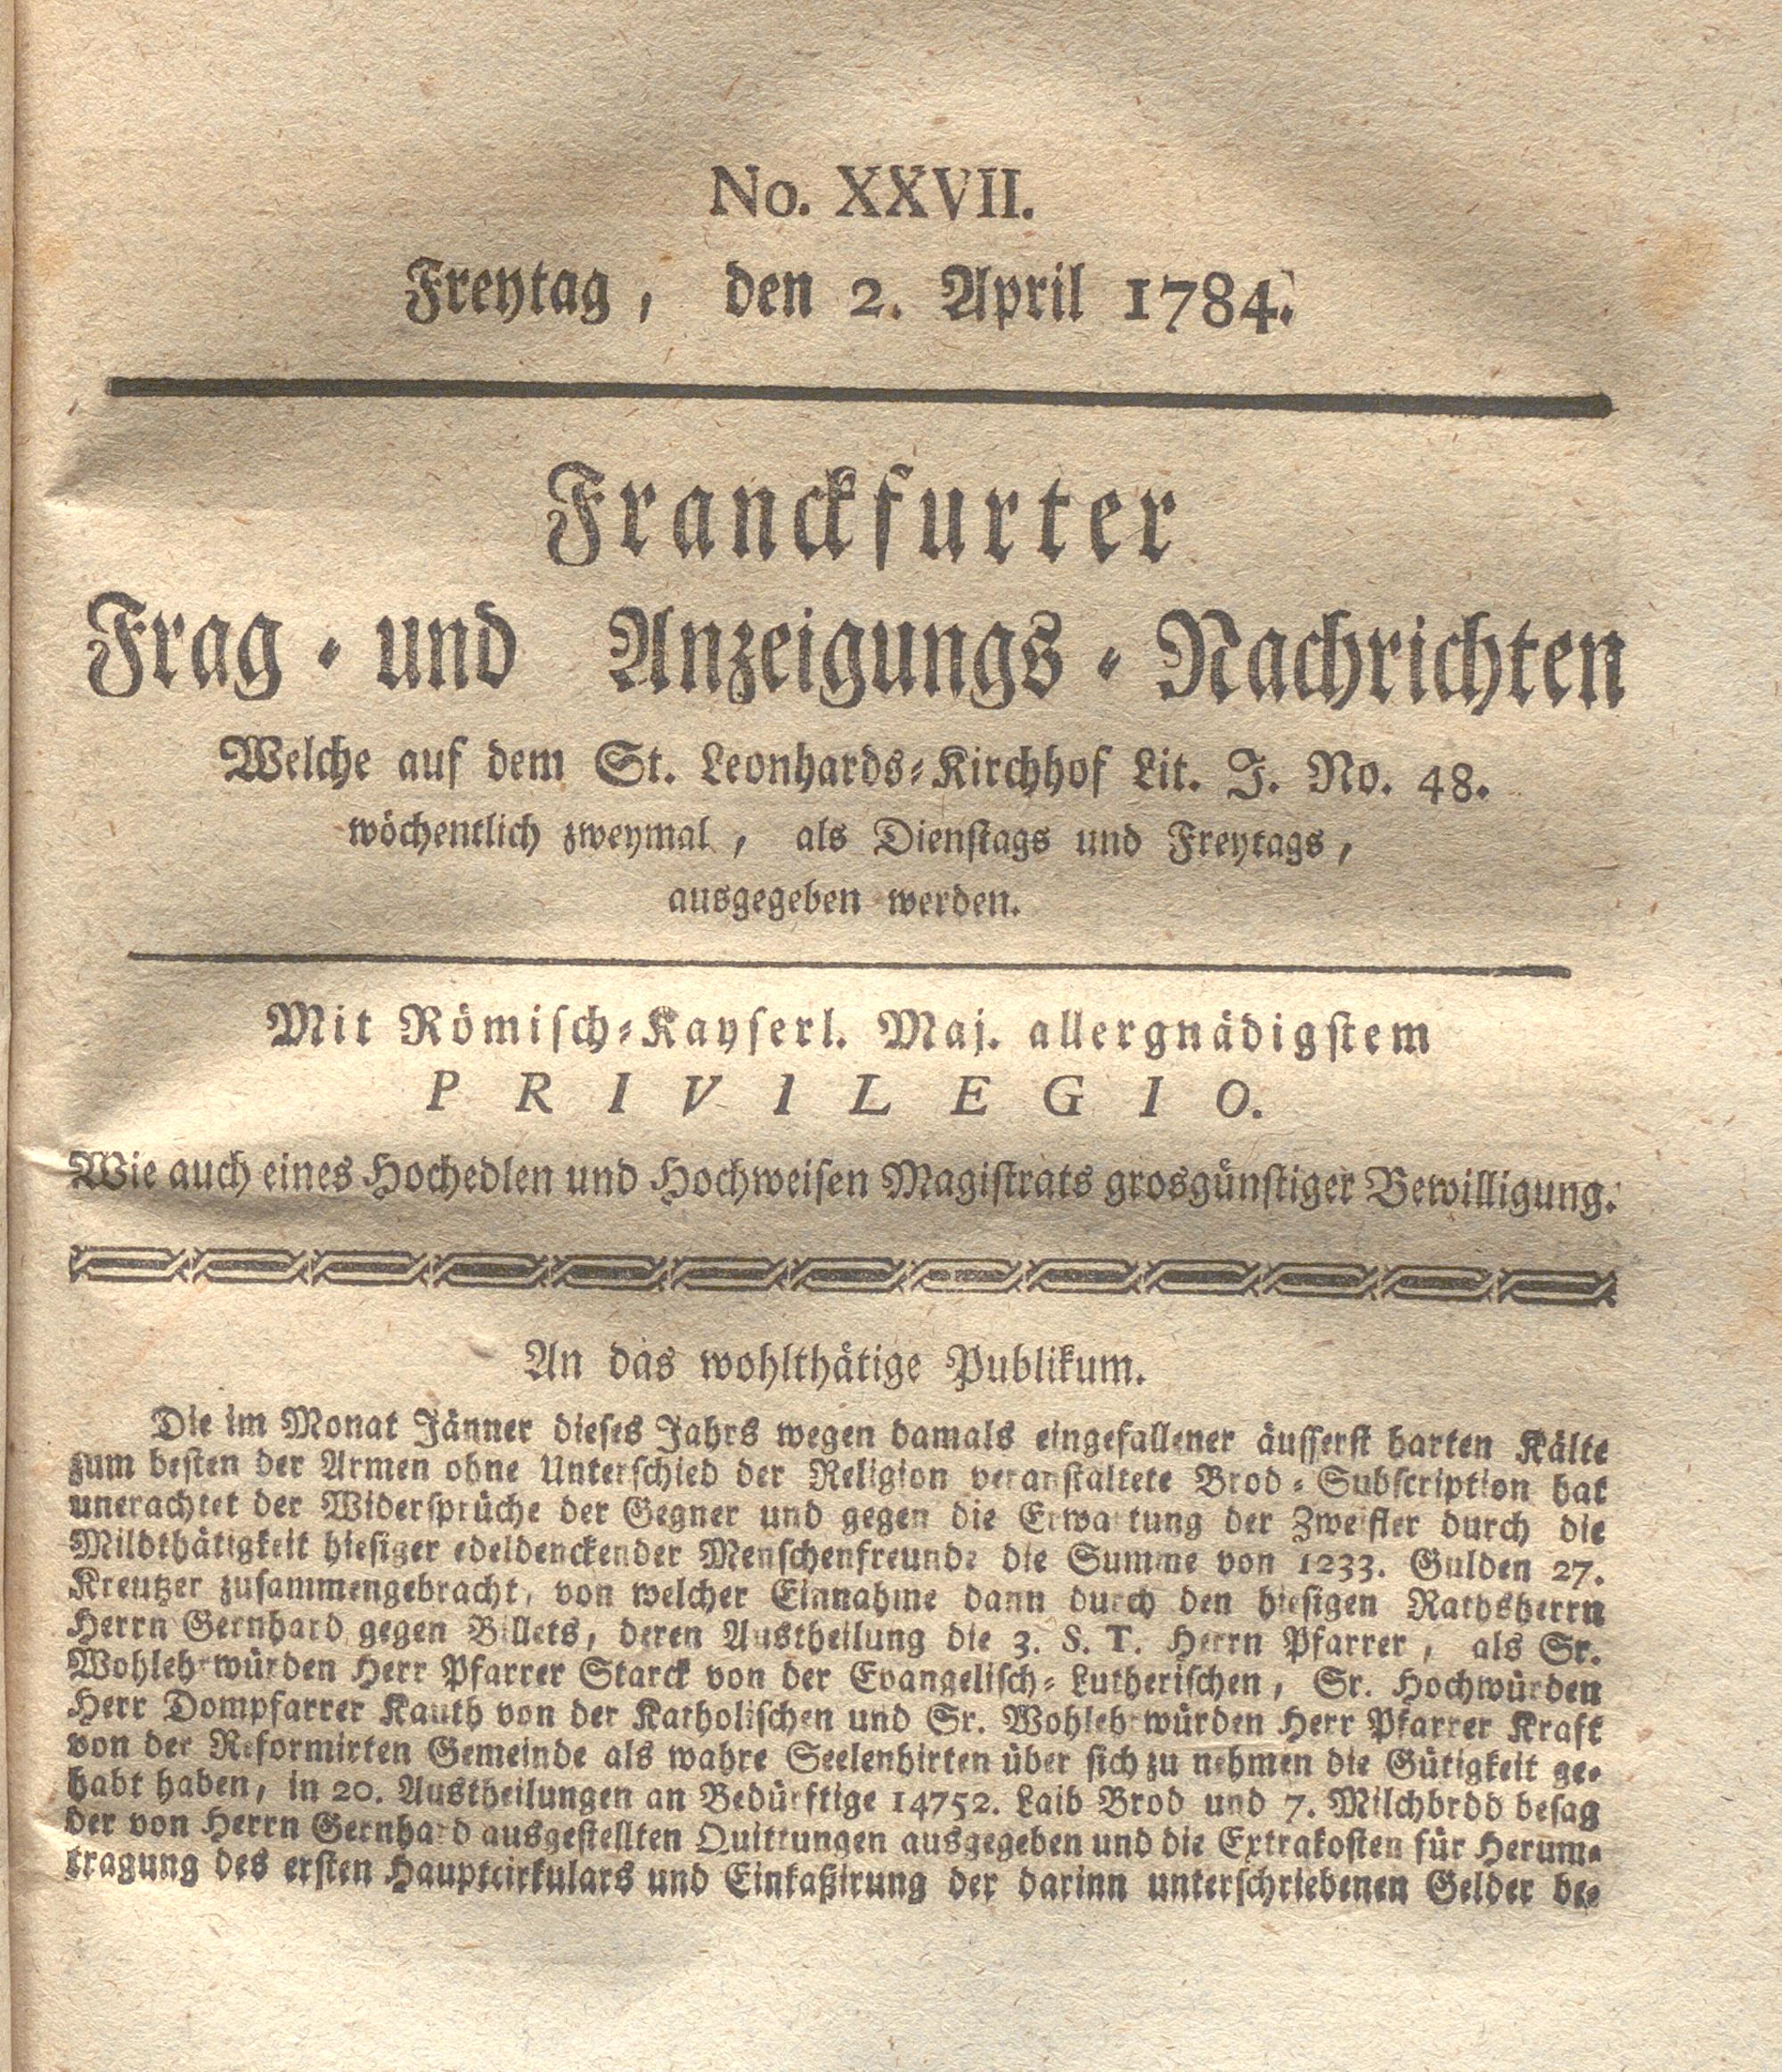 No. XXVII.
Freytag, den 2. April 1784.
Franckfurter
Frag- und Anzeigungs-Nachrichten
Welche auf dem St. Leonhards-Kirchhof Lit. J. No. 48.
wöchentlich zweymal, als Dienstags und Freytags,
ausgegeben werden.
Mit Römisch-Kayserl. Maj. allergnädigstem
PRIVILEGIO.
Wie auch eines Hochedlen und Hochweisen Magistrats grosgünstiger Bewilligung.
An das wohlthätige Publikum.
Die im Monat Jänner dieses Jahrs wegen damals eingefallener äusserst harten Kälte
zum besten der Armen ohne Unterschied der Religion veranstaltete Brod-Subscription hat
unerachtet der Widersprüche der Gegner und gegen die Erwartung der Zweifler durch die
Mildthätigkeit hiesiger edeldenckender Menschenfreunde die Summe von 1233. Gulden 27.
Kreutzer zusammengebracht, von welcher Einnahme dann durch den hiesigen Rathsherrn
Herrn Gernhard gegen Billets, deren Austheilung die 3. S. T. Herrn Pfarrer, als Sr.
Wohlehrwürden Herr Pfarrer Starck von der Evangelisch-Lutherischen, Sr. Hochwürden
Herr Dompfarrer Kauth von der Katholischen und Sr. Wohlehrwürden Herr Pfarrer Kraft
von der Reformirten Gemeinde als wahre Seelenhirten über sich zu nehmen die Gütigkeit ge-
habt haben, in 20. Austheilungen an Bedürftige 14752. Laib Brod und 7. Milchbrod besag
der von Herrn Gernhard ausgestellten Quittungen ausgegeben und die Extrakosten für Herum-
tragung des ersten Hauptcirkulars und Einkaßirung der darinn unterschriebenen Gelder be-